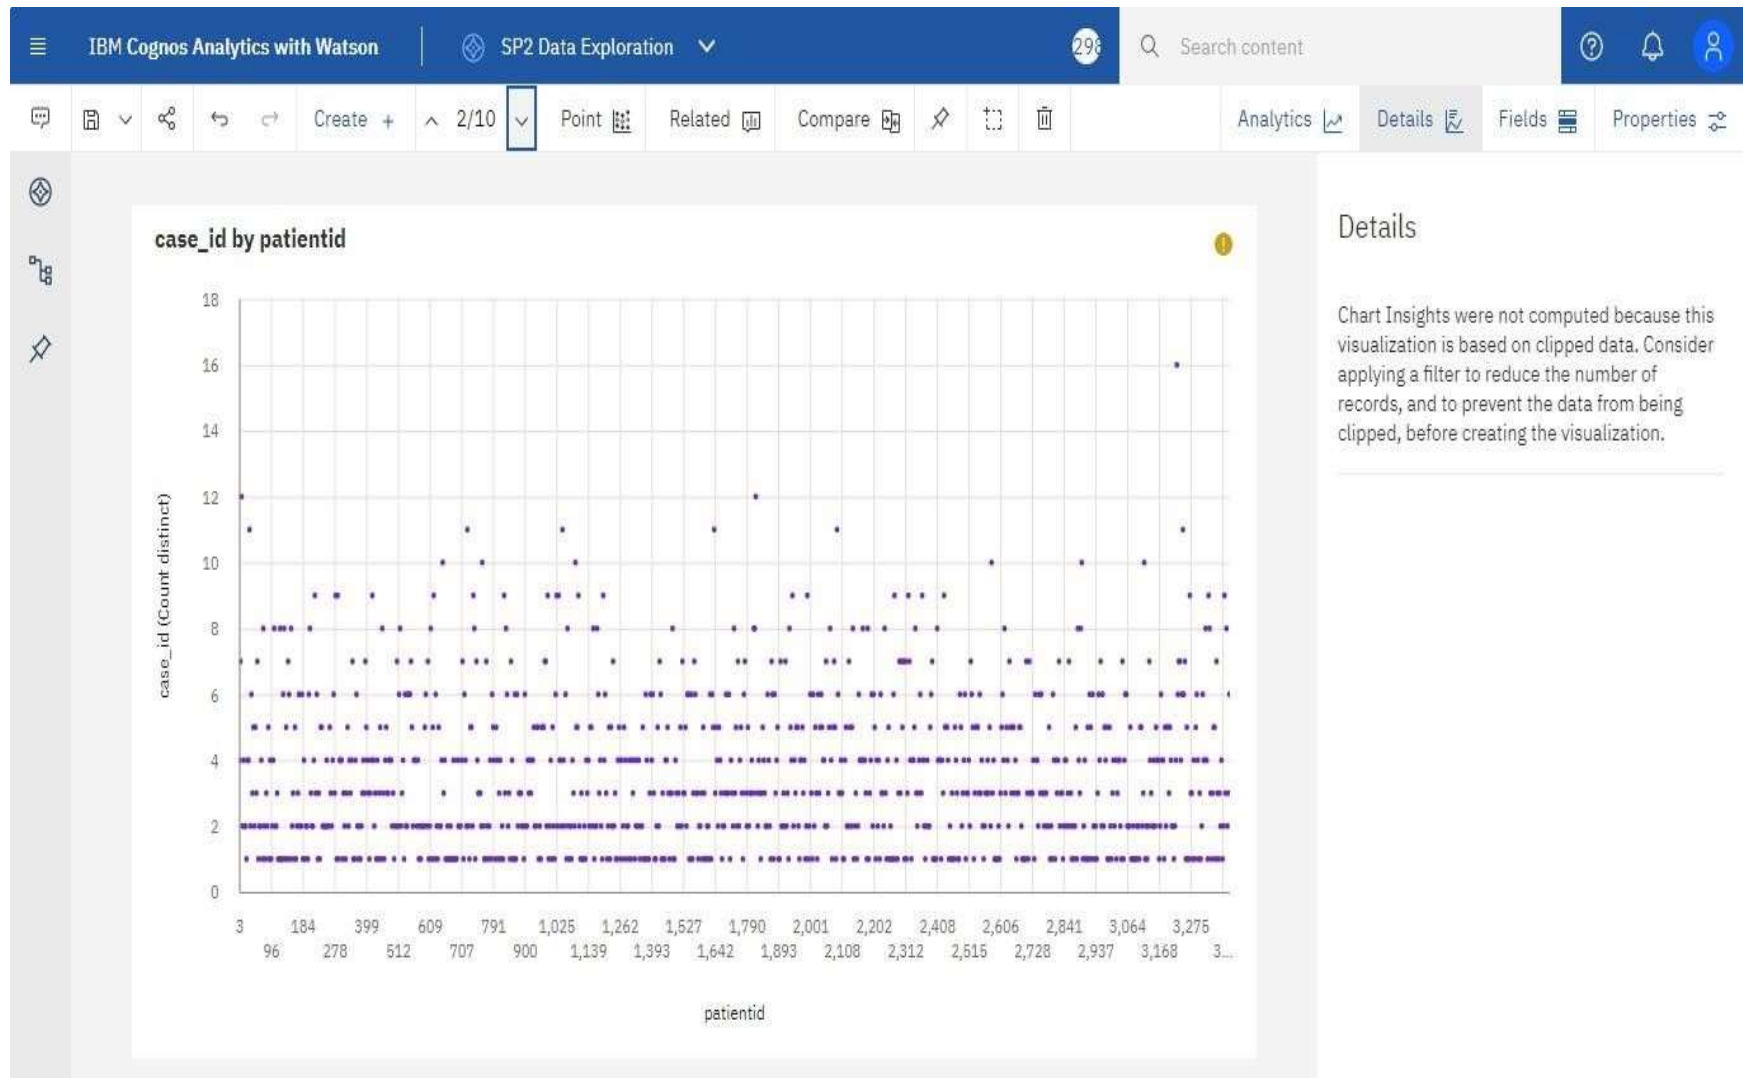 IBM Cognos Analytics with Watson
SP2 Data Exploration
298
Search content
Create +
2/10
Point
Related
Compare
Analytics
Details
Fields
Properties
case_id by patientid
18
16
14
12
10
8
6
4
2
0
case_id (Count distinct)
3 184 399 609 791 1,025 1,262 1,527 1,790 2,001 2,202 2,408 2,606 2,841 3,064 3,275
96 278 512 707 900 1,139 1,393 1,642 1,893 2,108 2,312 2,515 2,728 2,937 3,168 3...
patientid
Details
Chart Insights were not computed because this
visualization is based on clipped data. Consider
applying a filter to reduce the number of
records, and to prevent the data from being
clipped, before creating the visualization.